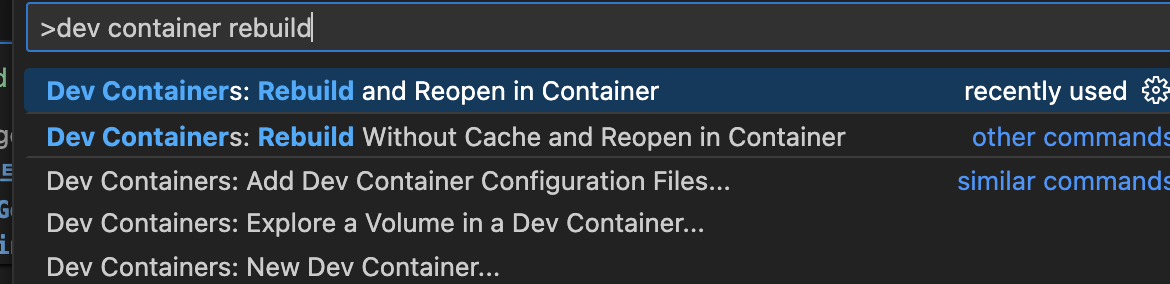 >dev container rebuild
Dev Containers: Rebuild and Reopen in Container recently used
Dev Containers: Rebuild Without Cache and Reopen in Container other commands
Dev Containers: Add Dev Container Configuration Files... similar commands
Dev Containers: Explore a Volume in a Dev Container...
Dev Containers: New Dev Container...